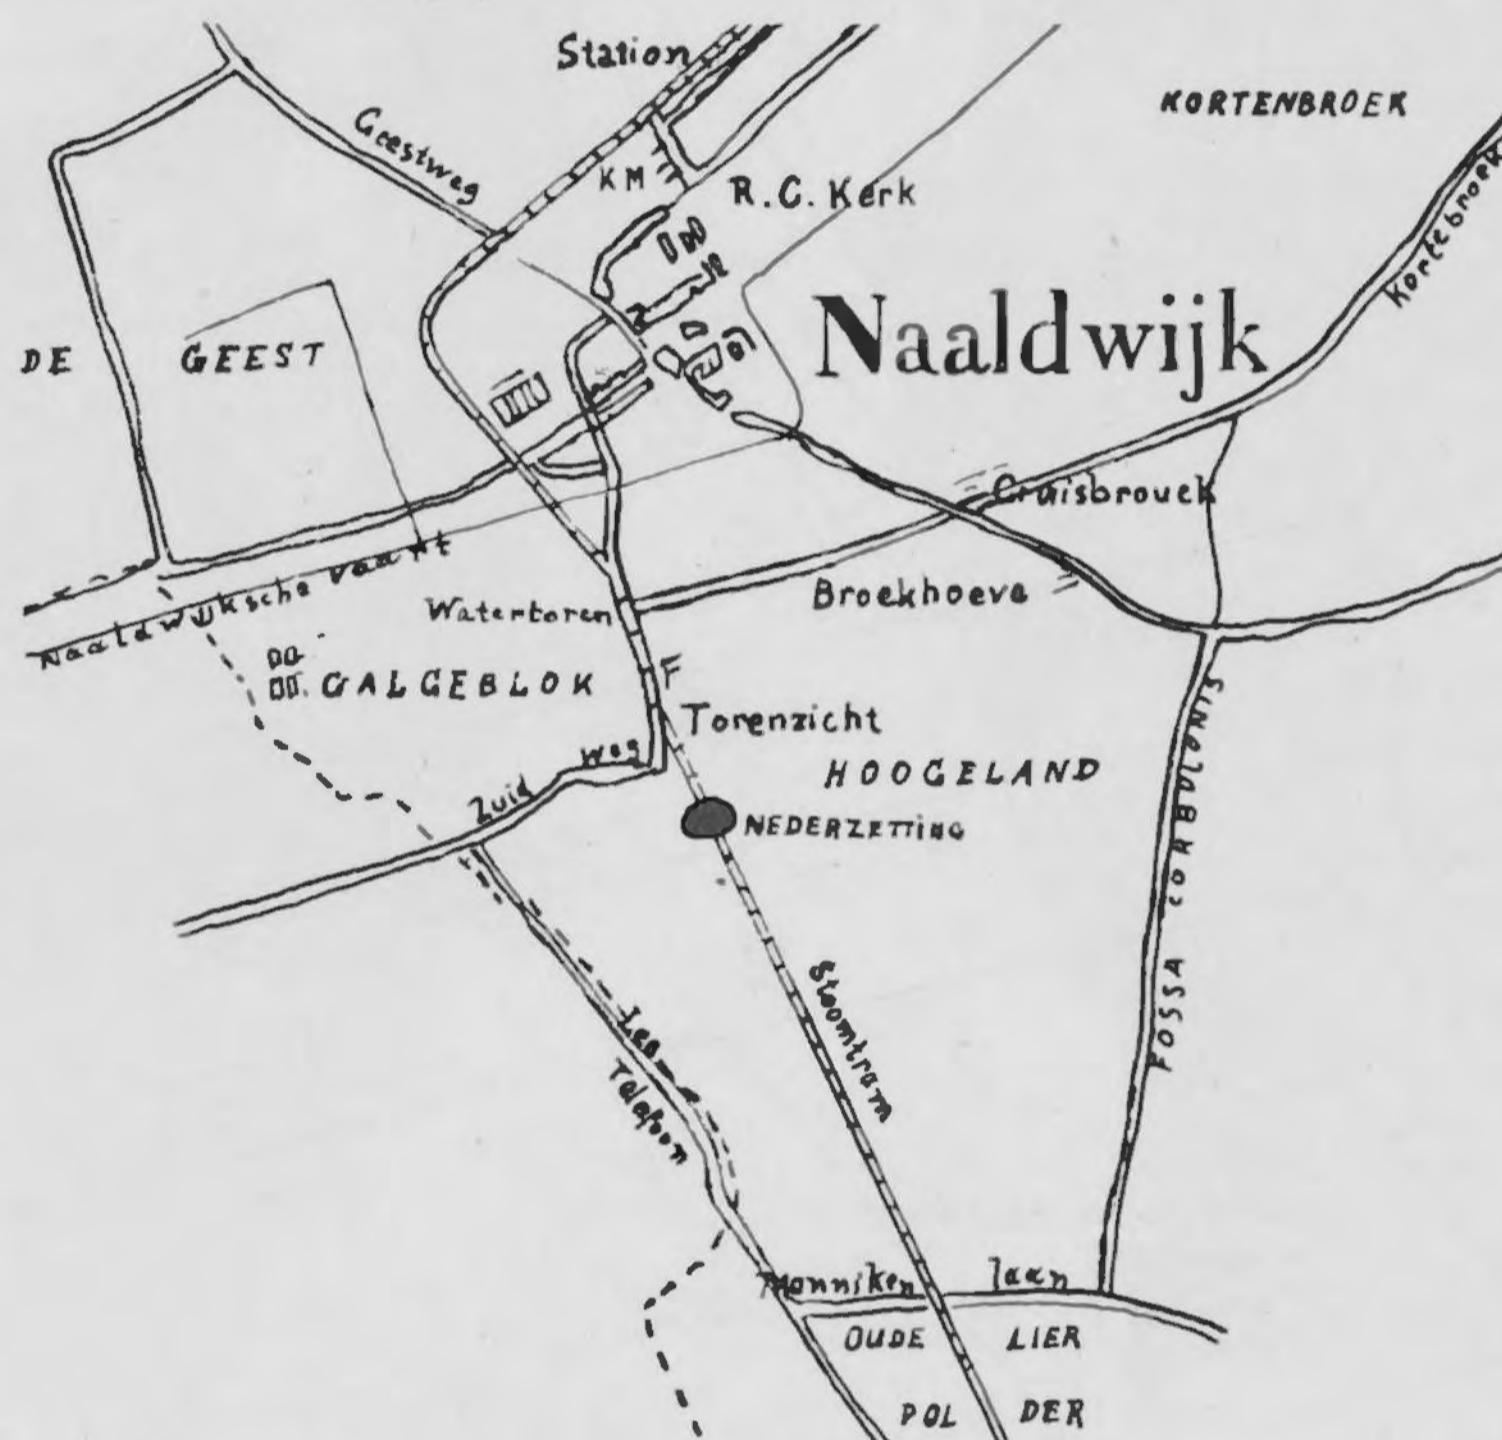 Station
KORTENBROEK
Geestweg
KM
R.C. Kerk
Kortebroek
Naaldwijk
DE GEEST
Cruisbrouck
Naaldwijksche vaart
Broekhoeve
Watertoren
GALGEBLOK
Torenzicht
HOOGELAND
Zuid weg
NEDERZETTING
FOSSA CORBULONIS
Stoomtram
Lee
Telefoon
Monniken laan
OUDE LIER
POL DER